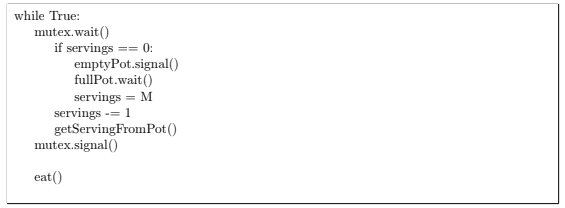 while True:
mutex.wait()
if servings == 0:
emptyPot.signal()
fullPot.wait()
servings = M
servings -= 1
getServingFromPot()
mutex.signal()
eat()